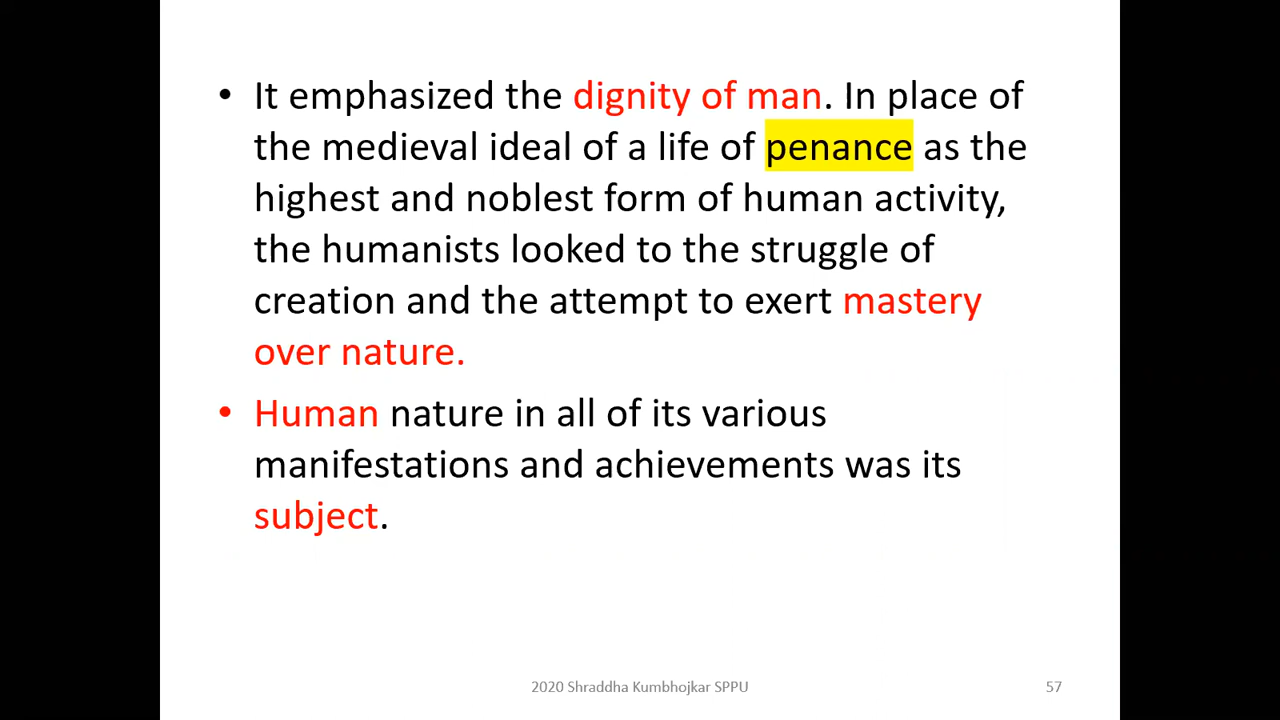 • It emphasized the dignity of man. In place of
the medieval ideal of a life of penance as the
highest and noblest form of human activity,
the humanists looked to the struggle of
creation and the attempt to exert mastery
over nature.
• Human nature in all of its various
manifestations and achievements was its
subject.
2020 Shraddha Kumbhojkar SPPU
57